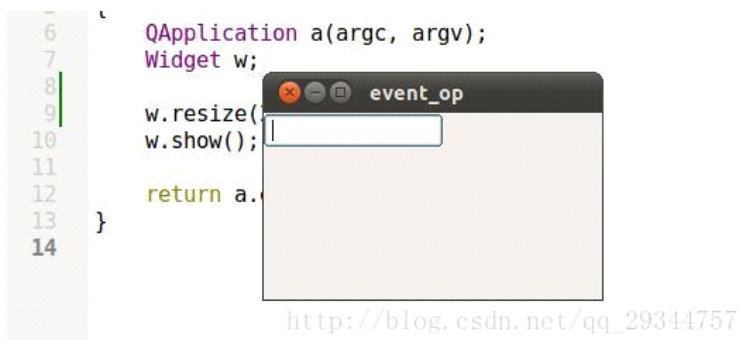 6 QApplication a(argc, argv);
7 Widget w;
8
event_op
9 w.resize(
10 w.show();
11
12 return a.
13 }
14
http://blog.csdn.net/qq_29344757